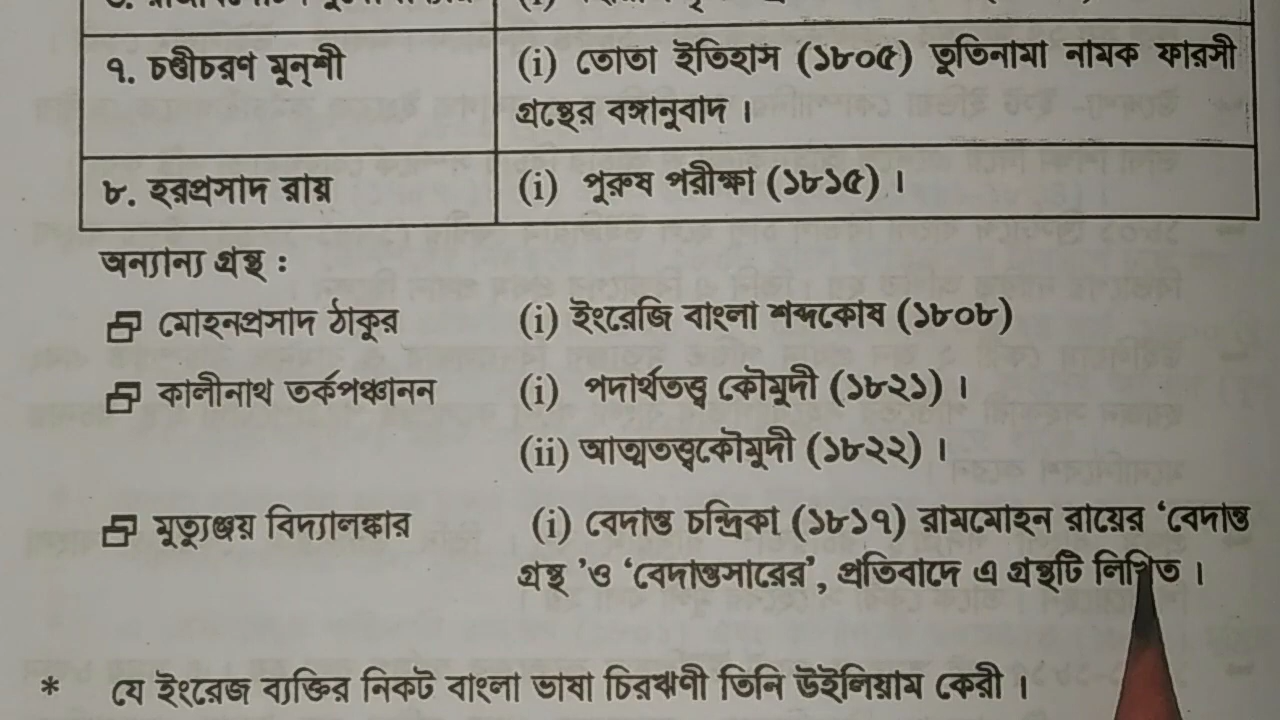 ৭. চণ্ডীচরণ মুন্শী (i) তোতা ইতিহাস (১৮০৫) তুতিনামা নামক ফারসী
গ্রন্থের বঙ্গানুবাদ।
৮. হরপ্রসাদ রায় (i) পুরুষ পরীক্ষা (১৮১৫)।
অন্যান্য গ্রন্থ :
মোহনপ্রসাদ ঠাকুর (i) ইংরেজি বাংলা শব্দকোষ (১৮০৮)
কালীনাথ তর্কপঞ্চানন (i) পদার্থতত্ত্ব কৌমুদী (১৮২১)।
(ii) আত্মতত্ত্বকৌমুদী (১৮২২)।
মৃত্যুঞ্জয় বিদ্যালঙ্কার (i) বেদান্ত চন্দ্রিকা (১৮১৭) রামমোহন রায়ের ‘বেদান্ত
গ্রন্থ ’ও ‘বেদান্তসারের’, প্রতিবাদে এ গ্রন্থটি লিখিত।
* যে ইংরেজ ব্যক্তির নিকট বাংলা ভাষা চিরঋণী তিনি উইলিয়াম কেরী।